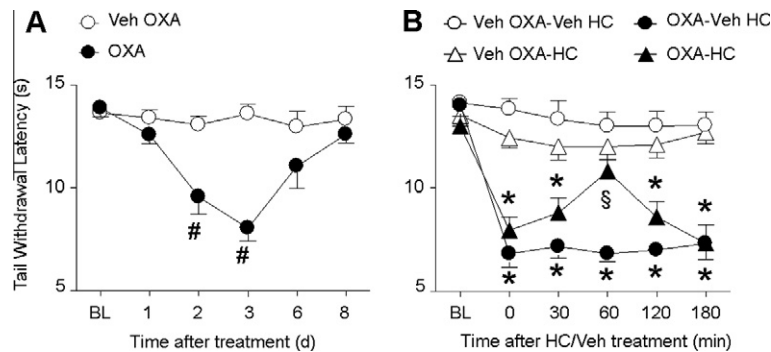 A
Veh OXA
OXA
Tail Withdrawal Latency (s)
15
10
5
# #
BL 1 2 3 6 8
Time after treatment (d)
B
Veh OXA-Veh HC OXA-Veh HC
Veh OXA-HC OXA-HC
15
10
5
* * * *
§
* * * * *
BL 0 30 60 120 180
Time after HC/Veh treatment (min)